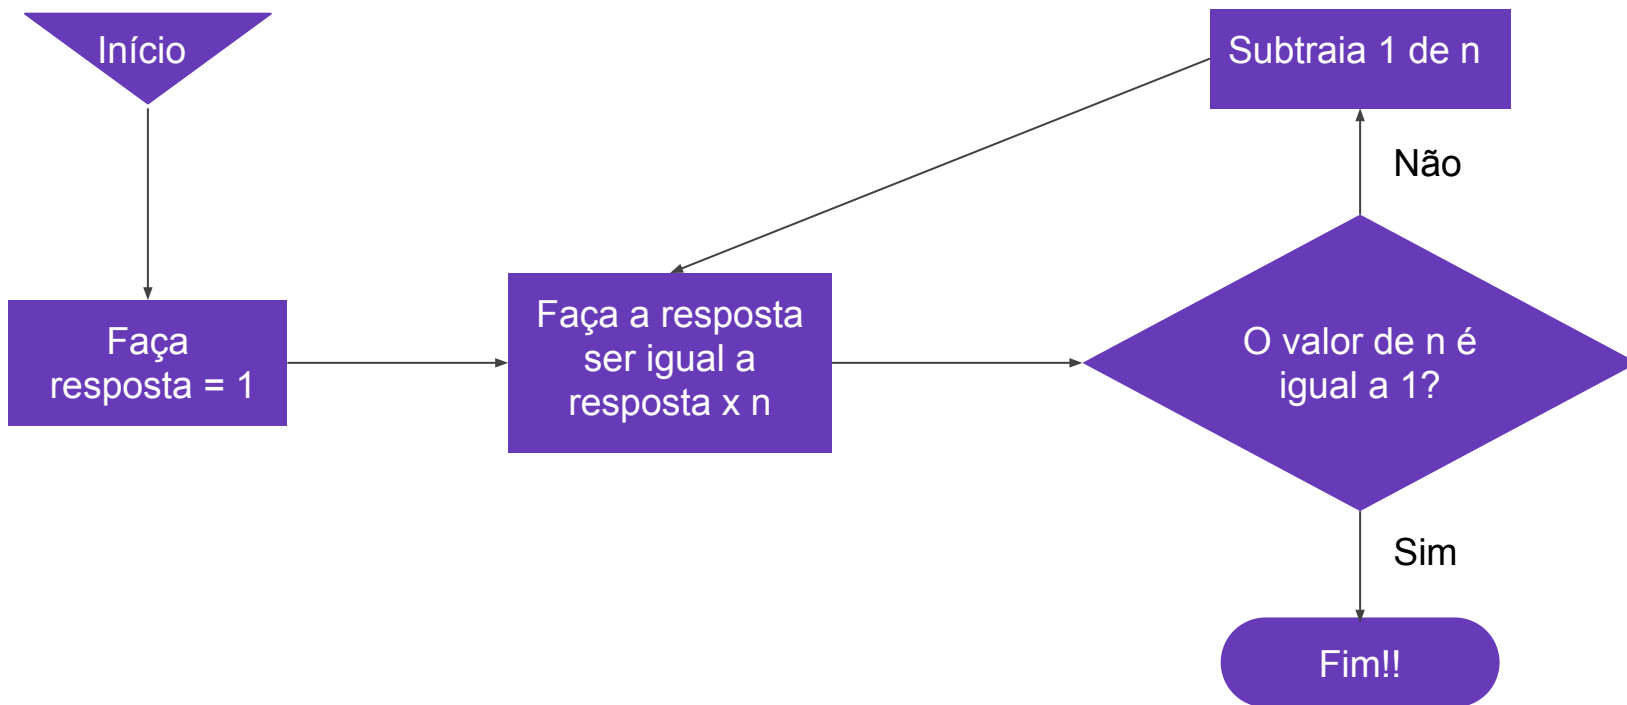 Início
Faça
resposta = 1
Faça a resposta
ser igual a
resposta x n
O valor de n é
igual a 1?
Não
Subtraia 1 de n
Sim
Fim!!